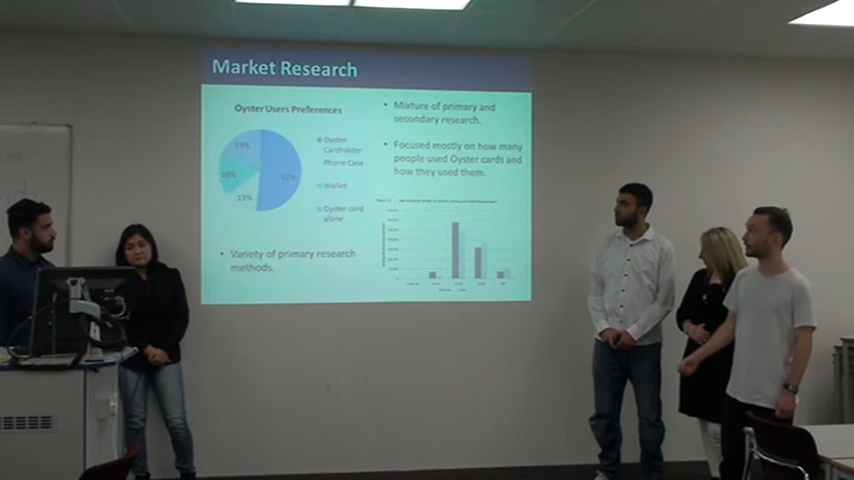 Market Research
Oyster Users Preferences
19%
16%
13%
52%
Oyster
Cardholder
Phone Case
Wallet
Oyster card
alone
• Mixture of primary and
secondary research.
• Focused mostly on how many
people used Oyster cards and
how they used them.
• Variety of primary research
methods.